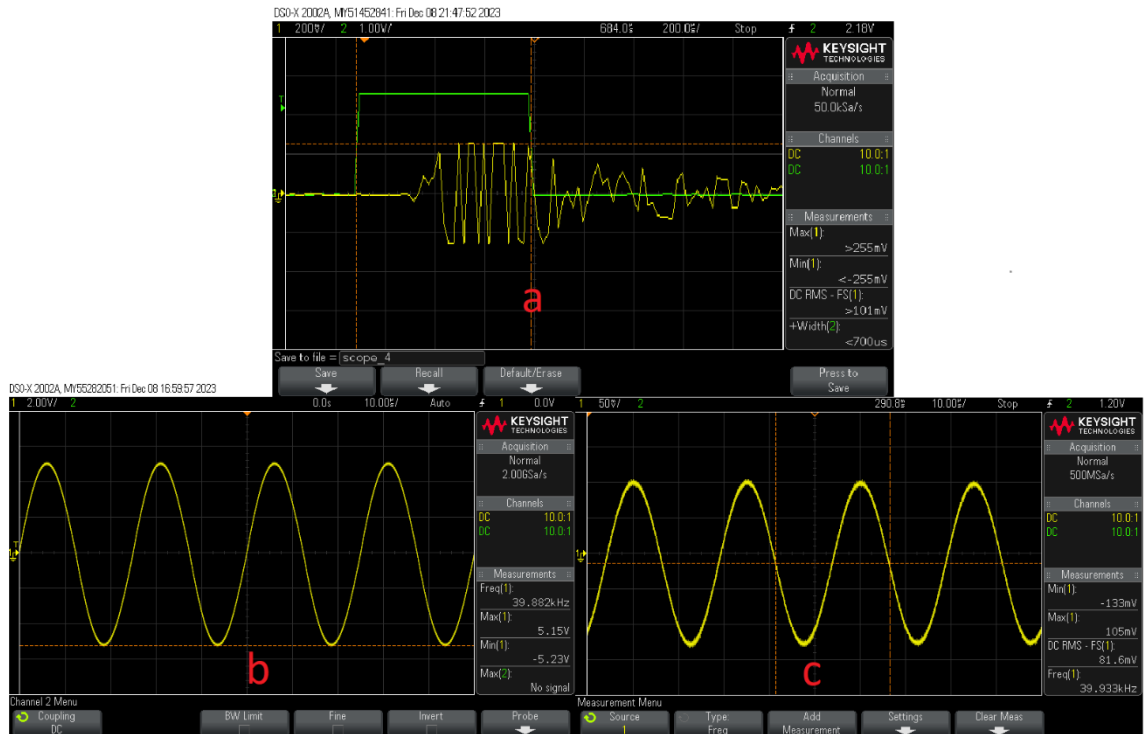 DSO-X 2002A, MY51452841: Fri Dec 08 21:47:52 2023
1 200▽/ 2 1.00V/ 684.0▽ 200.0▽/ Stop 2 2.18V
KEYSIGHT
TECHNOLOGIES
Acquisition
Normal
50.0kSa/s
Channels
DC 10.0:1
DC 10.0:1
Measurements
Max(1):
>255mV
Min(1):
<-255mV
DC RMS - FS(1):
>101mV
+Width(2):
<700us
T
a
Save to file = scope_4
Save Recall Default/Erase Press to
Save
DSO-X 2002A, MY55282051: Fri Dec 08 16:59:57 2023
1 2.00V/ 2 0.0s 10.00▽/ Auto 1 0.0V
KEYSIGHT
TECHNOLOGIES
Acquisition
Normal
2.00GSa/s
Channels
DC 10.0:1
DC 10.0:1
Measurements
Freq(1):
39.882kHz
Max(1):
5.15V
Min(1):
-5.23V
Max(2):
No signal
T
1
b
Channel 2 Menu
Coupling BW Limit Fine Invert Probe
DC
1 50▽/ 2 290.8▽ 10.00▽/ Stop 2 1.20V
KEYSIGHT
TECHNOLOGIES
Acquisition
Normal
500MSa/s
Channels
DC 10.0:1
DC 10.0:1
Measurements
Min(1):
-133mV
Max(1):
105mV
DC RMS - FS(1):
81.6mV
Freq(1):
39.933kHz
1
c
Measurement Menu
Source Type: Add Settings Clear Meas
1 Freq Measurement